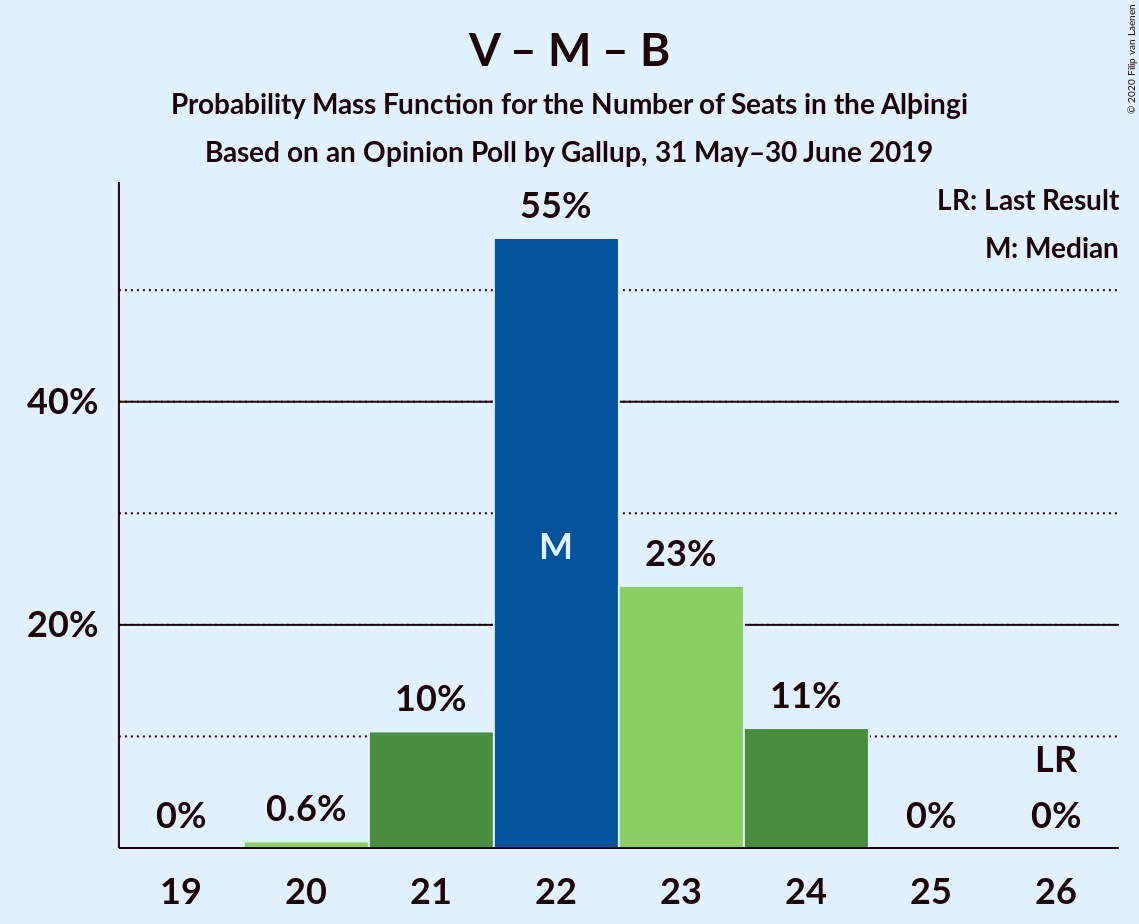 V – M – B
Probability Mass Function for the Number of Seats in the Alþingi
Based on an Opinion Poll by Gallup, 31 May–30 June 2019
© 2020 Filip van Laenen
LR: Last Result
M: Median
55%
40%
M
23%
20%
10%
11%
LR
0%
0.6%
0%
0%
19 20 21 22 23 24 25 26